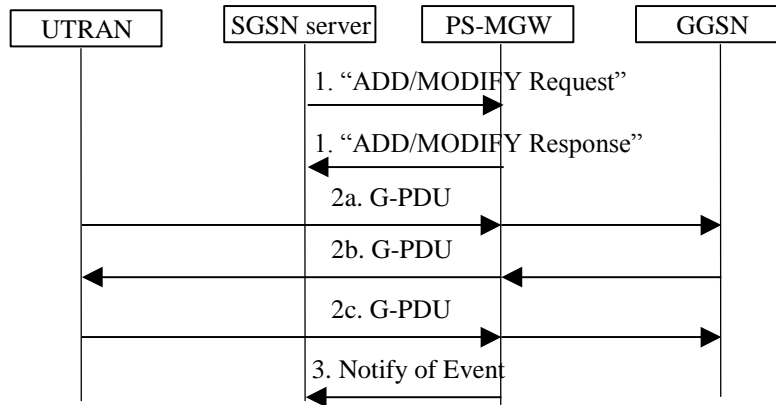 UTRAN
SGSN server
PS-MGW
GGSN
1. “ADD/MODIFY Request”
1. “ADD/MODIFY Response”
2a. G-PDU
2b. G-PDU
2c. G-PDU
3. Notify of Event